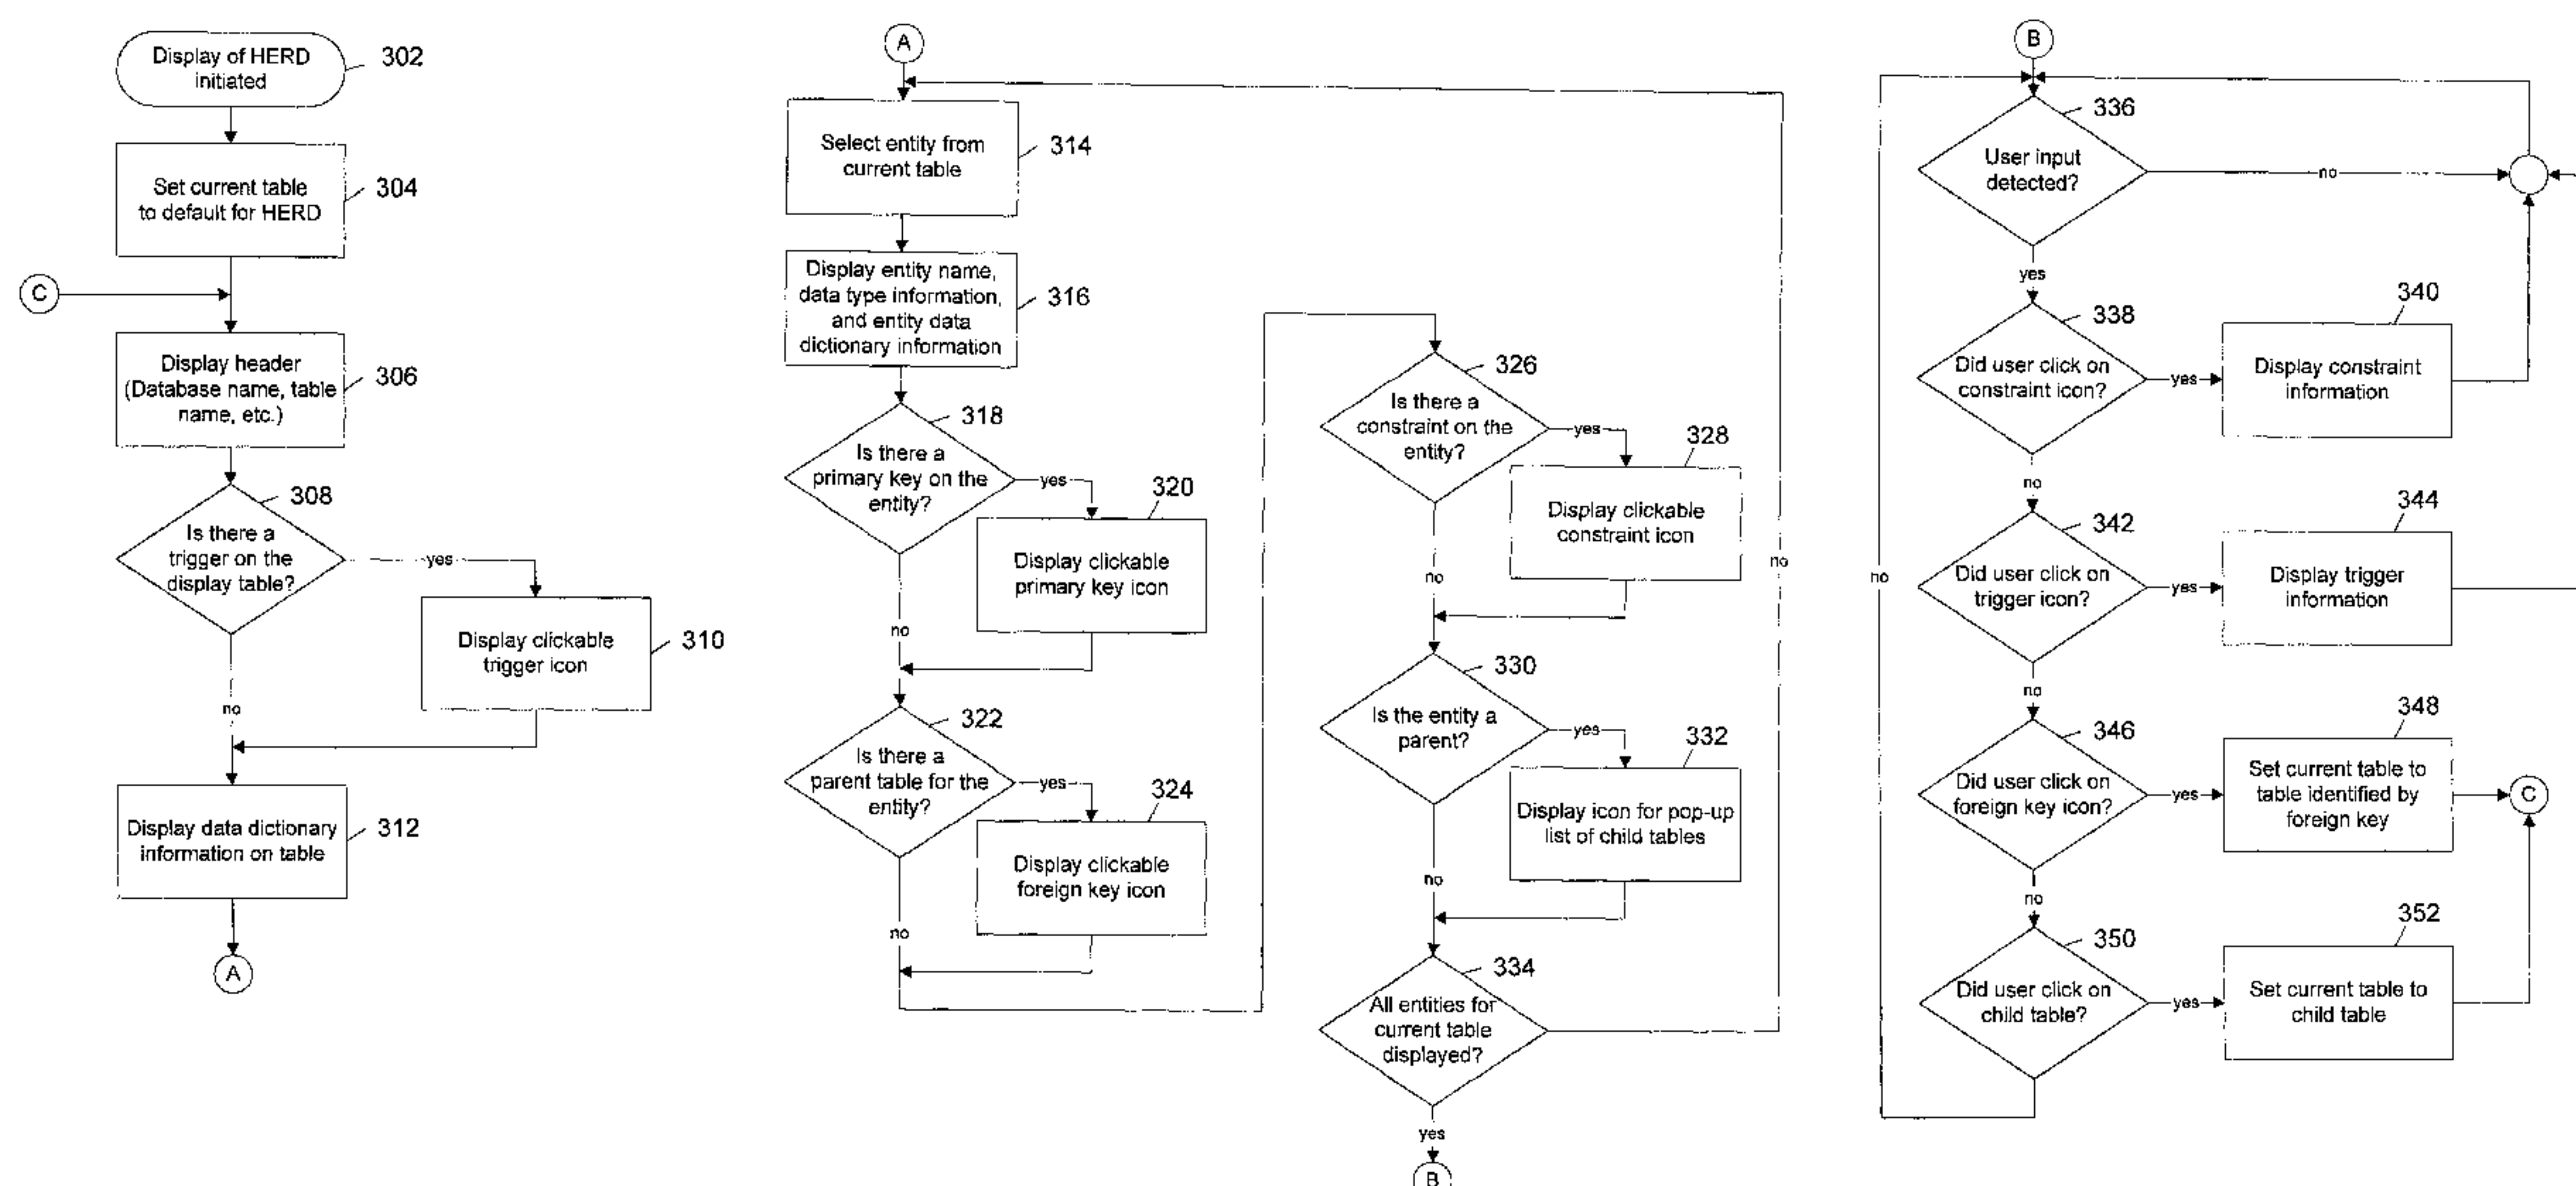 Display of HERD
initiated
302
Set current table
to default for HERD
304
C
Display header
(Database name, table
name, etc.)
306
308
Is there a
trigger on the
display table?
yes
Display clickable
trigger icon
310
no
Display data dictionary
information on table
312
A
A
Select entity from
current table
314
Display entity name,
data type information,
and entity data
dictionary information
316
318
Is there a
primary key on the
entity?
yes
320
Display clickable
primary key icon
no
322
Is there a
parent table for the
entity?
yes
324
Display clickable
foreign key icon
no
326
Is there a
constraint on the
entity?
yes
328
Display clickable
constraint icon
no
330
Is the entity a
parent?
yes
332
Display icon for pop-up
list of child tables
no
334
All entities for
current table
displayed?
no
yes
B
B
336
User input
detected?
no
yes
338
Did user click on
constraint icon?
yes
340
Display constraint
information
no
342
Did user click on
trigger icon?
yes
344
Display trigger
information
no
346
Did user click on
foreign key icon?
yes
348
Set current table to
table identified by
foreign key
C
no
350
Did user click on
child table?
yes
352
Set current table to
child table
no